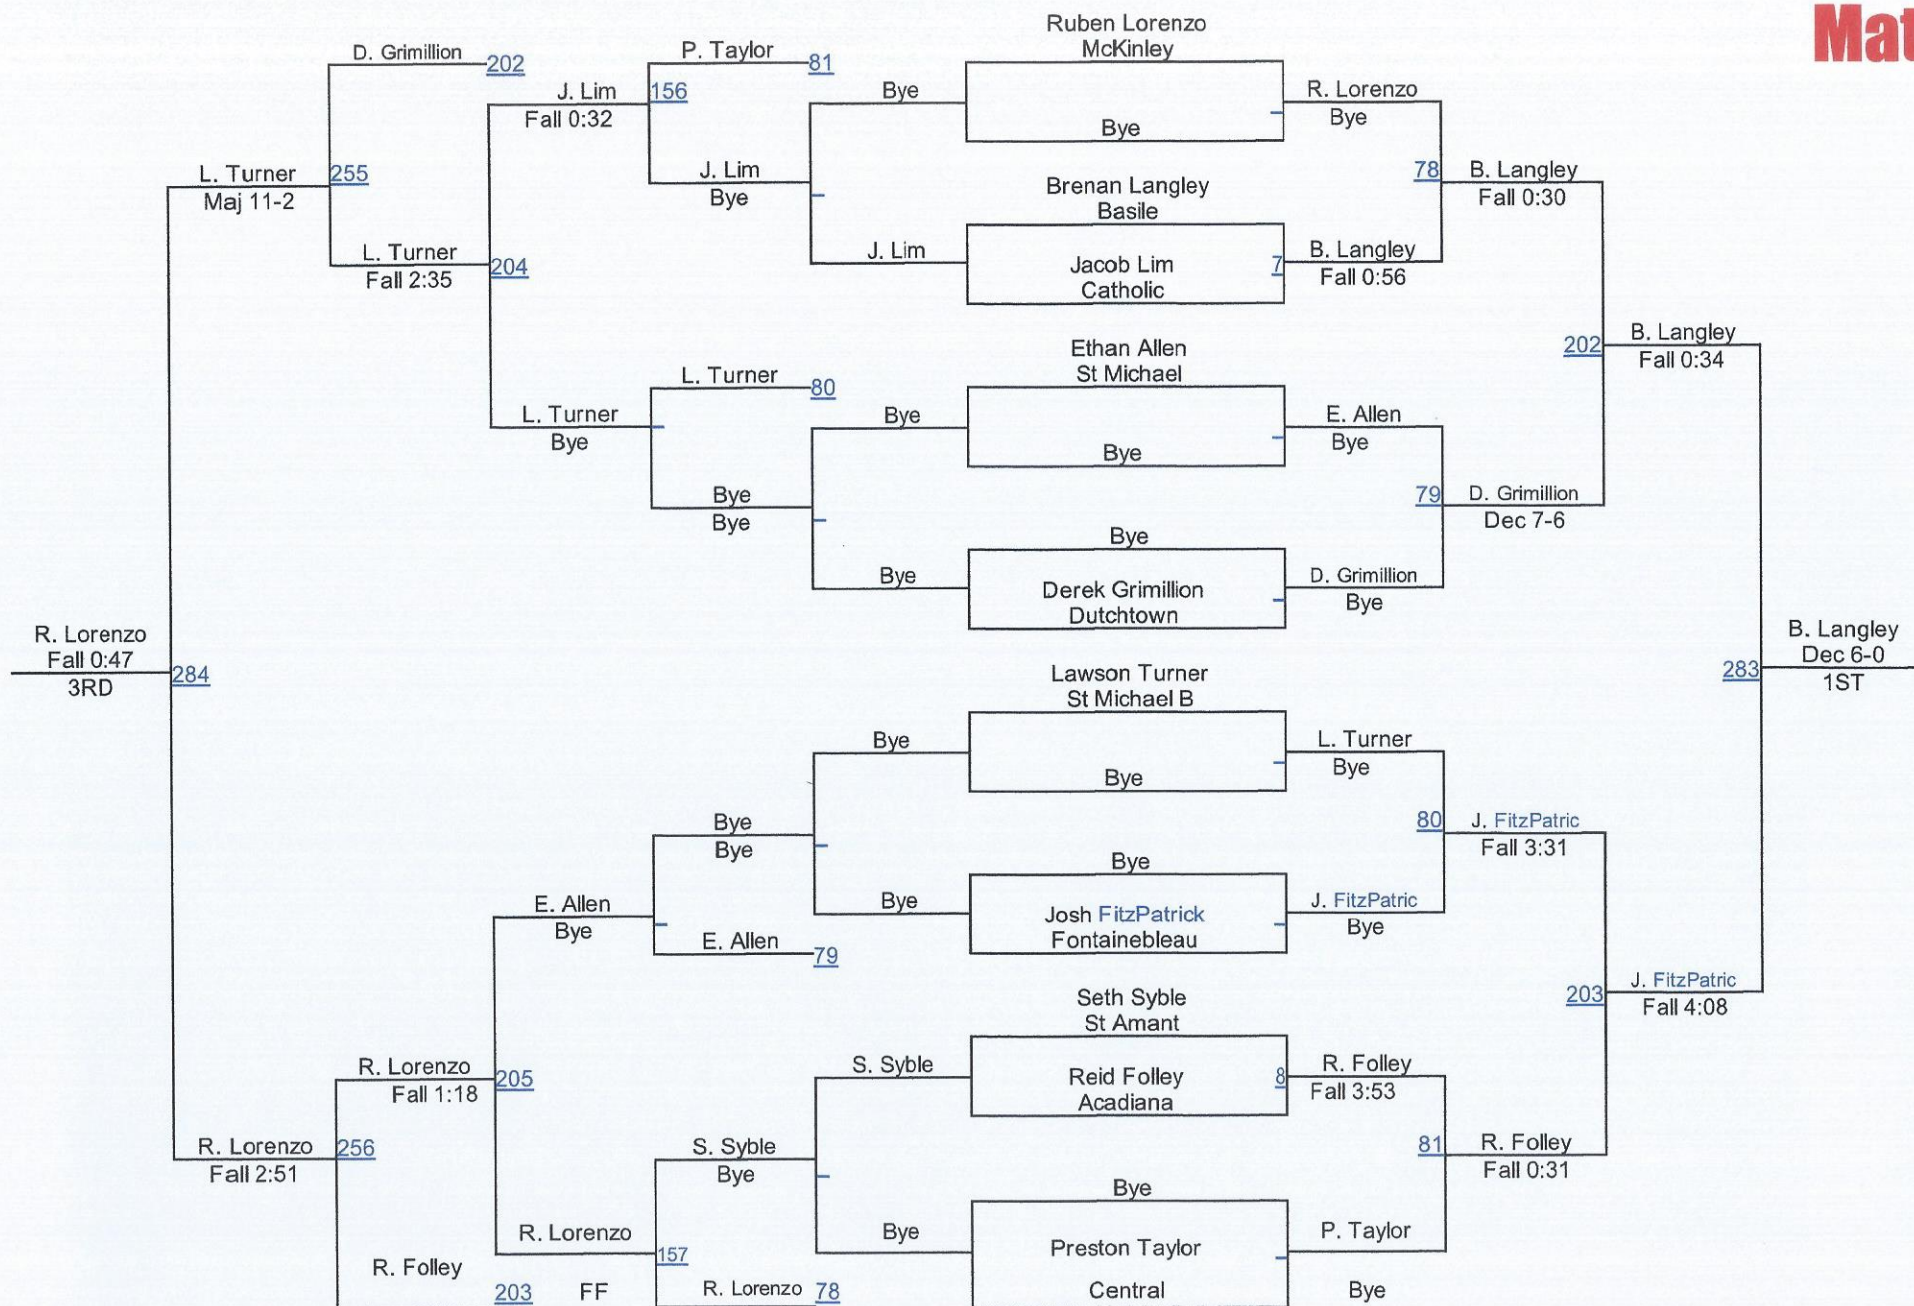 Mat
Ruben Lorenzo
McKinley
D. Grimillion
202
P. Taylor
81
J. Lim
156
Fall 0:32
Bye
Bye
R. Lorenzo
Bye
L. Turner
255
Maj 11-2
J. Lim
Bye
Brenan Langley
Basile
78
B. Langley
Fall 0:30
L. Turner
204
Fall 2:35
J. Lim
Jacob Lim
Catholic
7
B. Langley
Fall 0:56
Ethan Allen
St Michael
202
B. Langley
Fall 0:34
L. Turner
80
L. Turner
Bye
Bye
Bye
E. Allen
Bye
Bye
Bye
79
D. Grimillion
Dec 7-6
Bye
Bye
Derek Grimillion
Dutchtown
D. Grimillion
Bye
R. Lorenzo
Fall 0:47
3RD
284
Lawson Turner
St Michael B
283
B. Langley
Dec 6-0
1ST
Bye
Bye
L. Turner
Bye
Bye
Bye
80
J. FitzPatric
Fall 3:31
Bye
E. Allen
Bye
Bye
Josh FitzPatrick
Fontainebleau
J. FitzPatric
Bye
E. Allen
79
Seth Syble
St Amant
203
J. FitzPatric
Fall 4:08
R. Lorenzo
205
Fall 1:18
S. Syble
Reid Folley
Acadiana
8
R. Folley
Fall 3:53
R. Lorenzo
256
Fall 2:51
S. Syble
Bye
81
R. Folley
Fall 0:31
Bye
R. Lorenzo
157
Bye
Preston Taylor
Central
P. Taylor
Bye
R. Folley
203
FF
R. Lorenzo
78